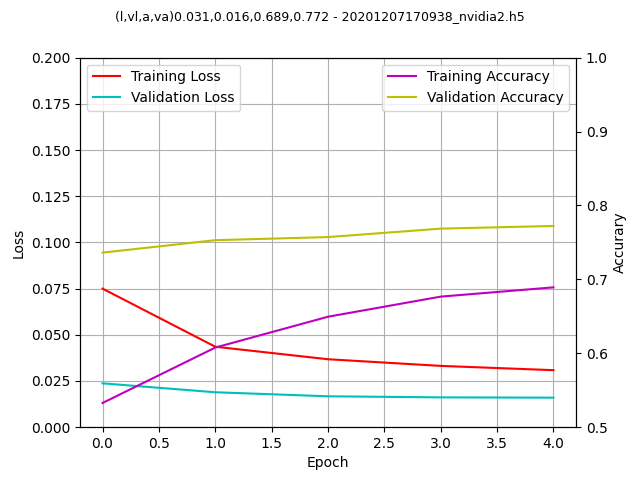 (l,vl,a,va)0.031,0.016,0.689,0.772 - 20201207170938_nvidia2.h5
Training Loss
Validation Loss
Training Accuracy
Validation Accuracy
0.200
0.175
0.150
0.125
0.100
0.075
0.050
0.025
0.000
Loss
1.0
0.9
0.8
0.7
0.6
0.5
Accurary
0.0 0.5 1.0 1.5 2.0 2.5 3.0 3.5 4.0
Epoch